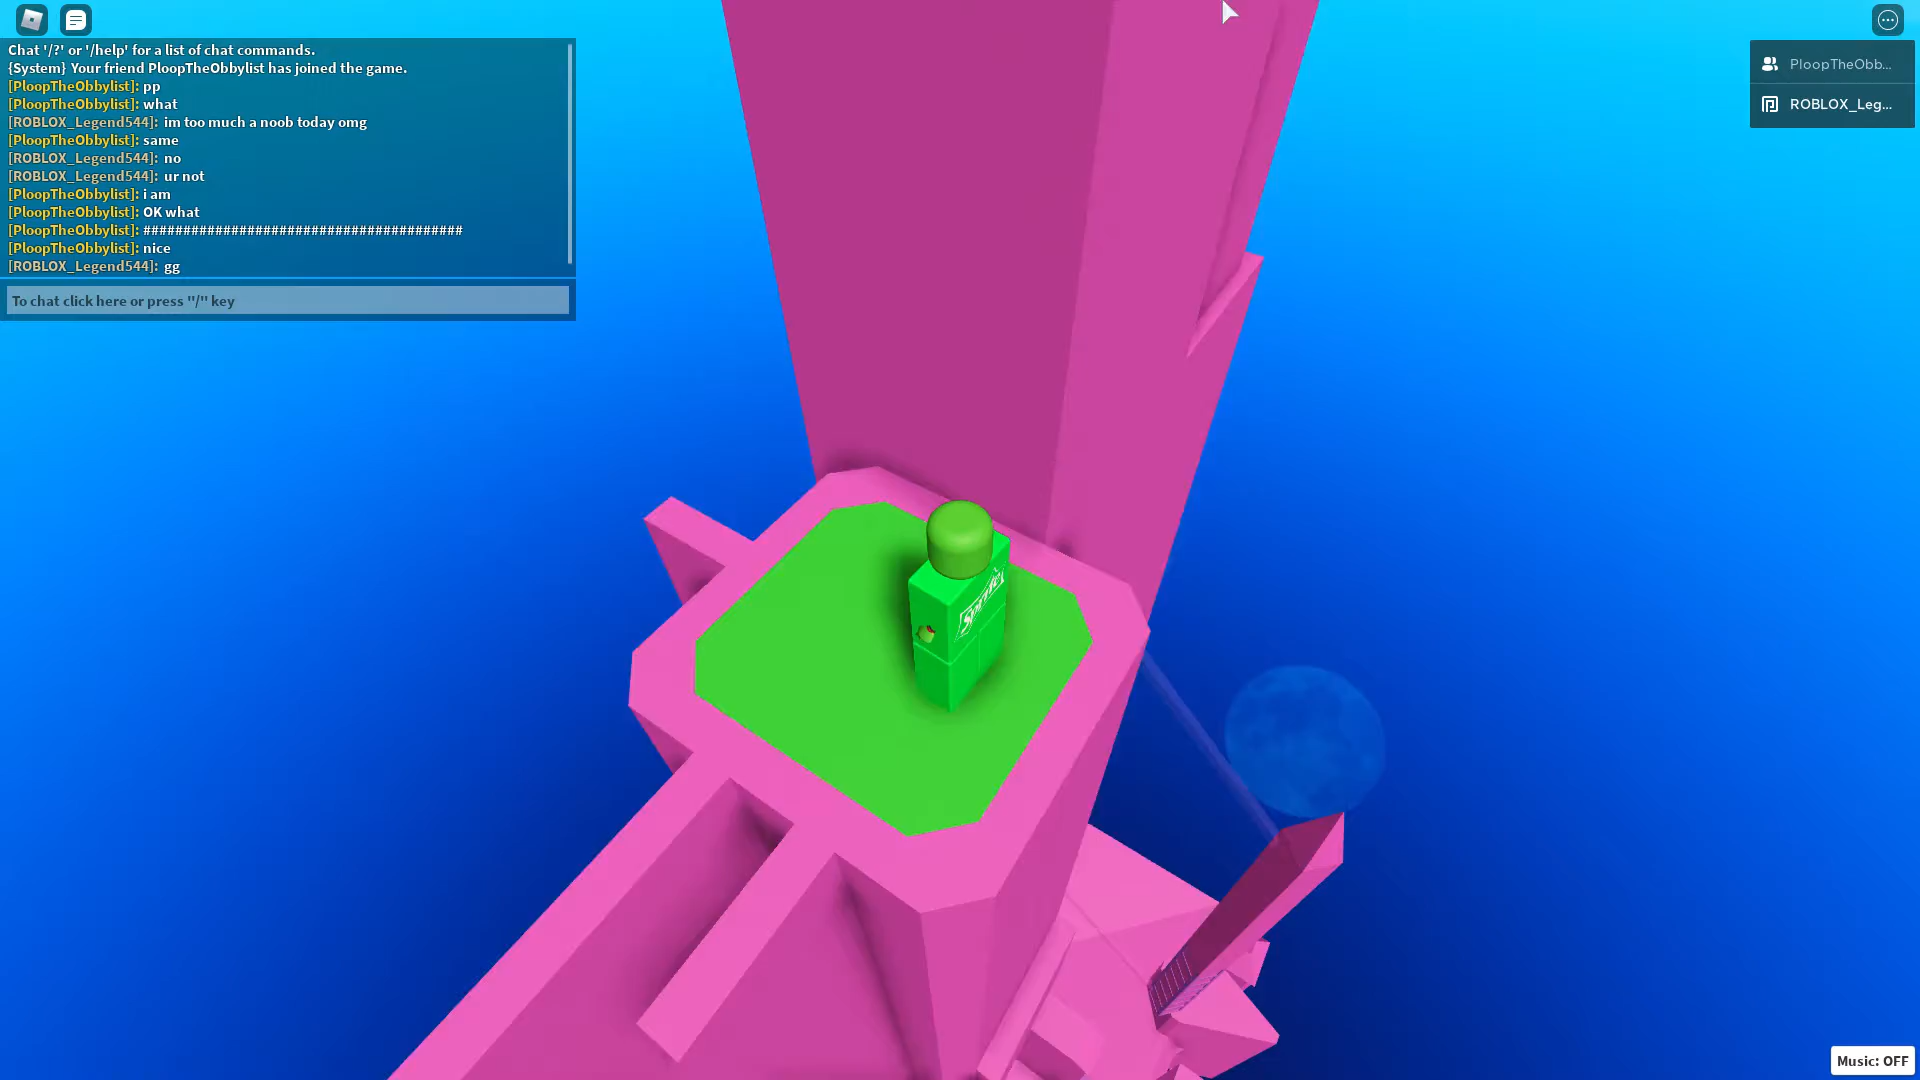 Chat '/?' or '/help' for a list of chat commands.
{System} Your friend PloopTheObbylist has joined the game.
[PloopTheObbylist]: pp
[PloopTheObbylist]: what
[ROBLOX_Legend544]: im too much a noob today omg
[PloopTheObbylist]: same
[ROBLOX_Legend544]: no
[ROBLOX_Legend544]: ur not
[PloopTheObbylist]: i am
[PloopTheObbylist]: OK what
[PloopTheObbylist]: ########################################
[PloopTheObbylist]: nice
[ROBLOX_Legend544]: gg
To chat click here or press "/" key
PloopTheObb...
ROBLOX_Leg...
Sprite
Music: OFF